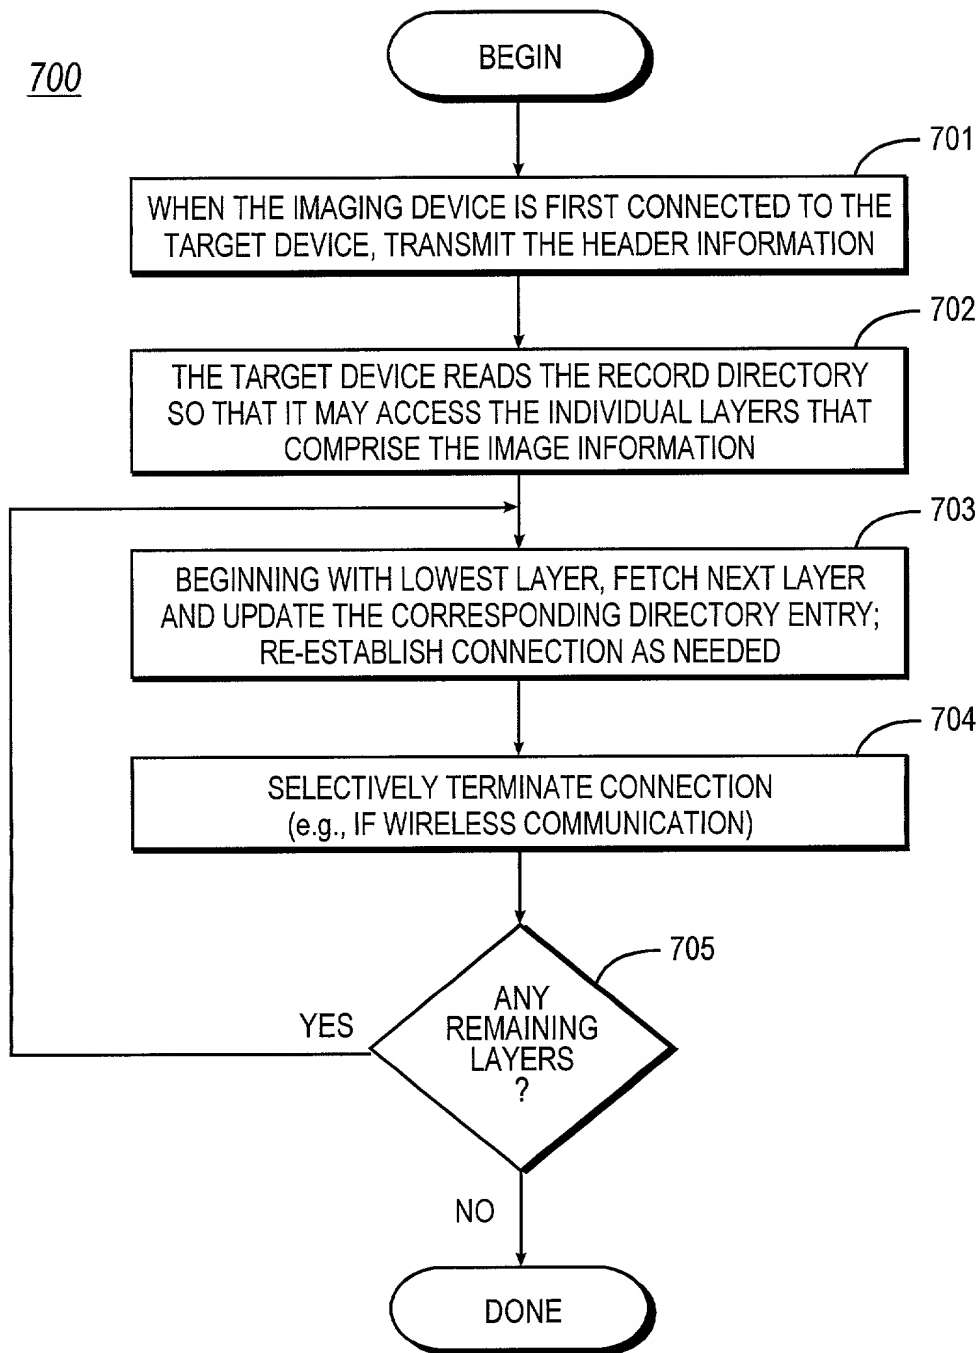 700
BEGIN
701
WHEN THE IMAGING DEVICE IS FIRST CONNECTED TO THE
TARGET DEVICE, TRANSMIT THE HEADER INFORMATION
702
THE TARGET DEVICE READS THE RECORD DIRECTORY
SO THAT IT MAY ACCESS THE INDIVIDUAL LAYERS THAT
COMPRISE THE IMAGE INFORMATION
703
BEGINNING WITH LOWEST LAYER, FETCH NEXT LAYER
AND UPDATE THE CORRESPONDING DIRECTORY ENTRY;
RE-ESTABLISH CONNECTION AS NEEDED
704
SELECTIVELY TERMINATE CONNECTION
(e.g., IF WIRELESS COMMUNICATION)
705
ANY
REMAINING
LAYERS
?
YES
NO
DONE